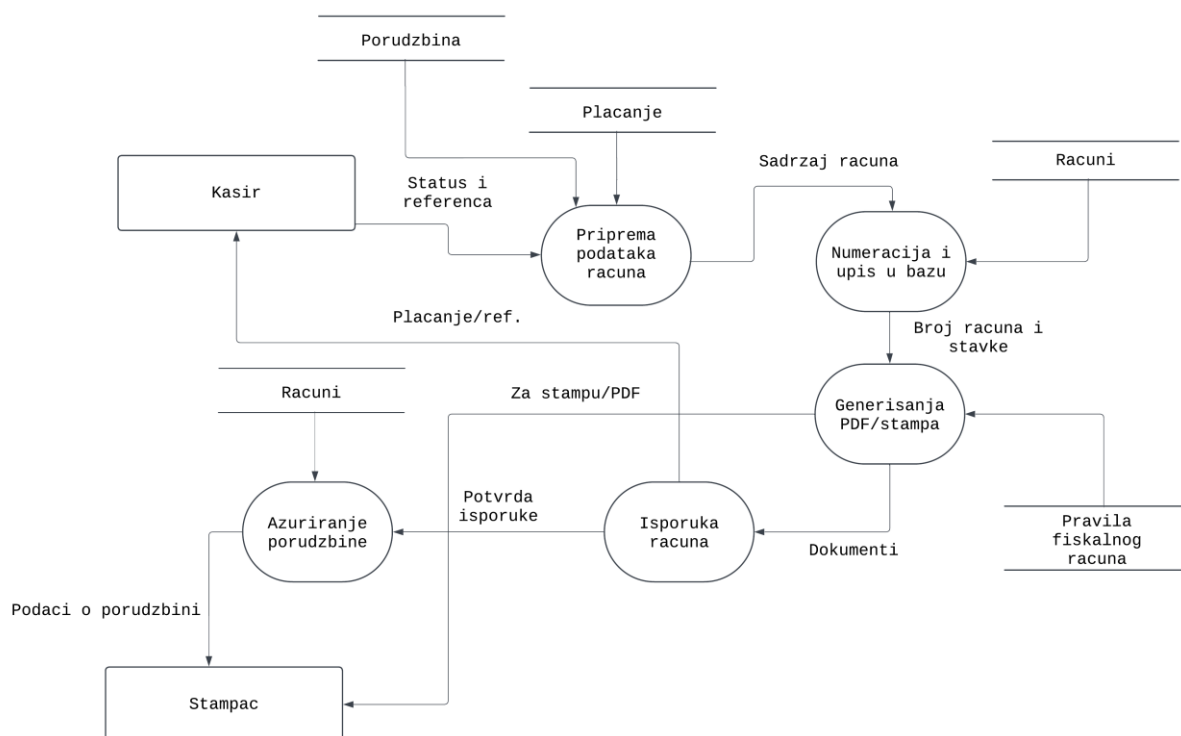 Porudzbina
Placanje
Sadrzaj racuna
Racuni
Kasir
Status i
referenca
Priprema
podataka
racuna
Numeracija i
upis u bazu
Placanje/ref.
Broj racuna i
stavke
Racuni
Za stampu/PDF
Generisanja
PDF/stampa
Azuriranje
porudzbine
Potvrda
isporuke
Isporuka
racuna
Dokumenti
Pravila
fiskalnog
racuna
Podaci o porudzbini
Stampac